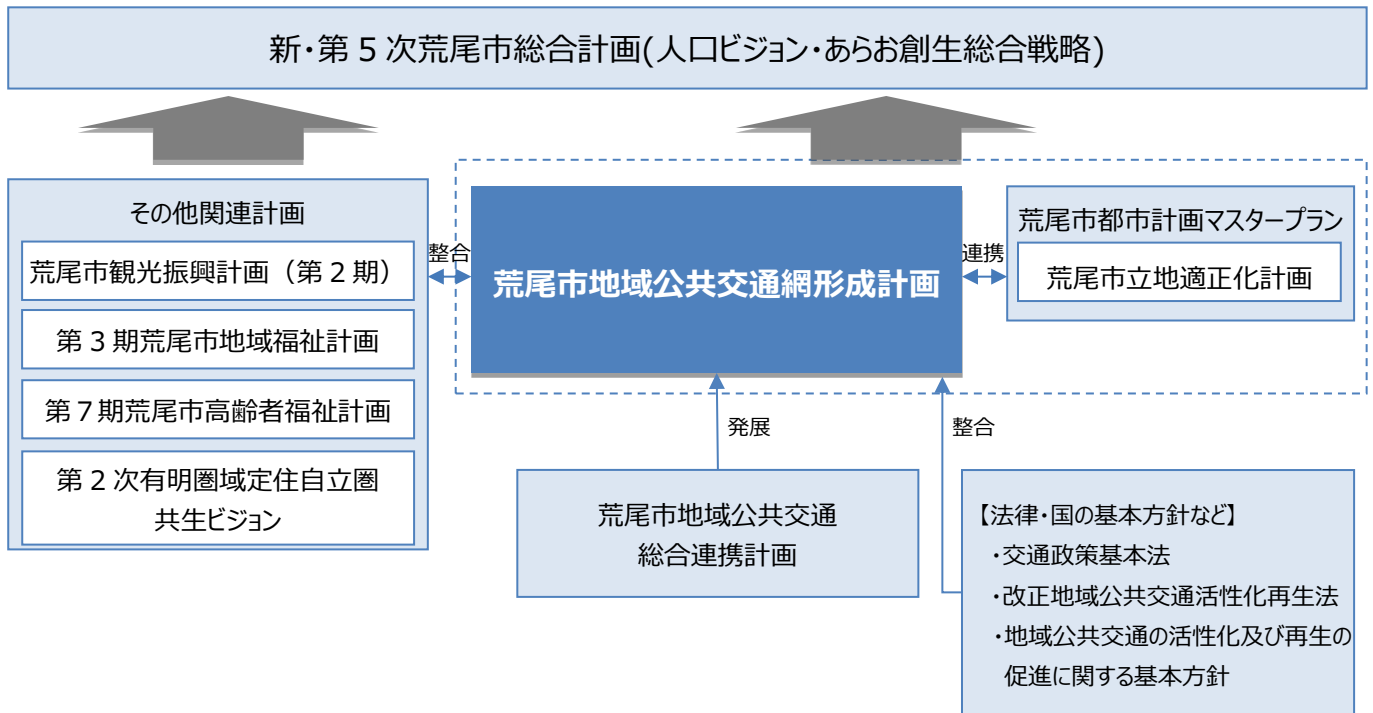 新・第５次荒尾市総合計画(人口ビジョン・あらお創生総合戦略)
その他関連計画
荒尾市観光振興計画（第２期）
第３期荒尾市地域福祉計画
第７期荒尾市高齢者福祉計画
第２次有明圏域定住自立圏
共生ビジョン
整合
荒尾市地域公共交通網形成計画
連携
荒尾市都市計画マスタープラン
荒尾市立地適正化計画
発展
整合
荒尾市地域公共交通
総合連携計画
【法律・国の基本方針など】
・交通政策基本法
・改正地域公共交通活性化再生法
・地域公共交通の活性化及び再生の
促進に関する基本方針